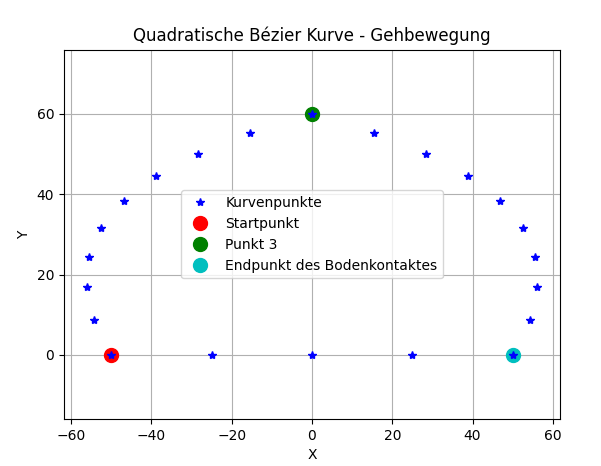 Quadratische Bézier Kurve - Gehbewegung
Y
60
40
20
0
Kurvenpunkte
Startpunkt
Punkt 3
Endpunkt des Bodenkontaktes
−60 −40 −20 0 20 40 60
X